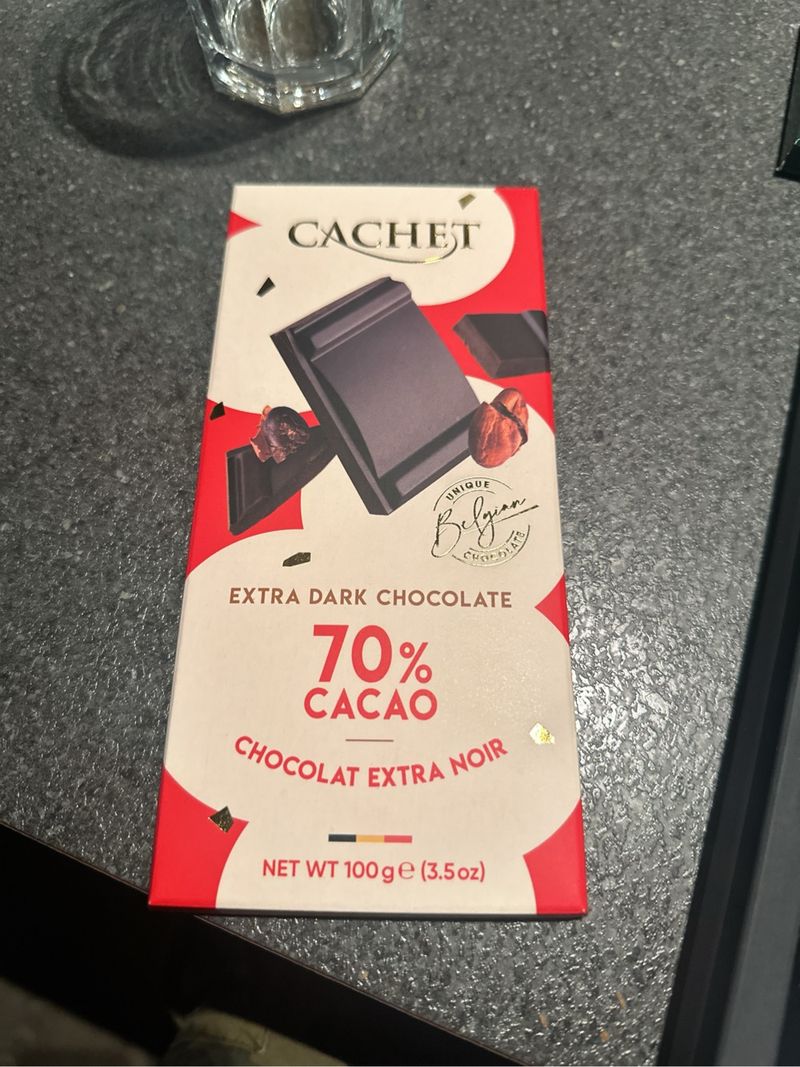 CACHET
UNIQUE
Belgian
CHOCOLATE
EXTRA DARK CHOCOLATE
70%
CACAO
CHOCOLAT EXTRA NOIR
NET WT 100g e (3.5oz)